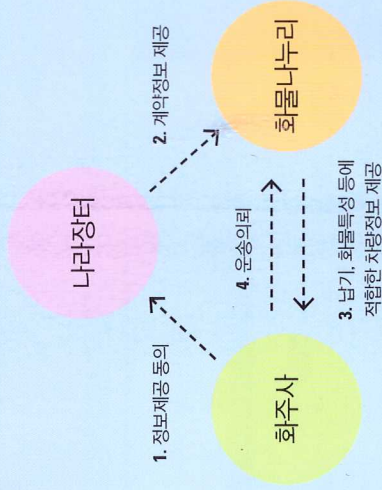 나라장터
1. 정보제공 동의
2. 계약정보 제공
화주사
4. 운송의뢰
화물나누리
3. 납기, 화물특성 등에
적합한 차량정보 제공